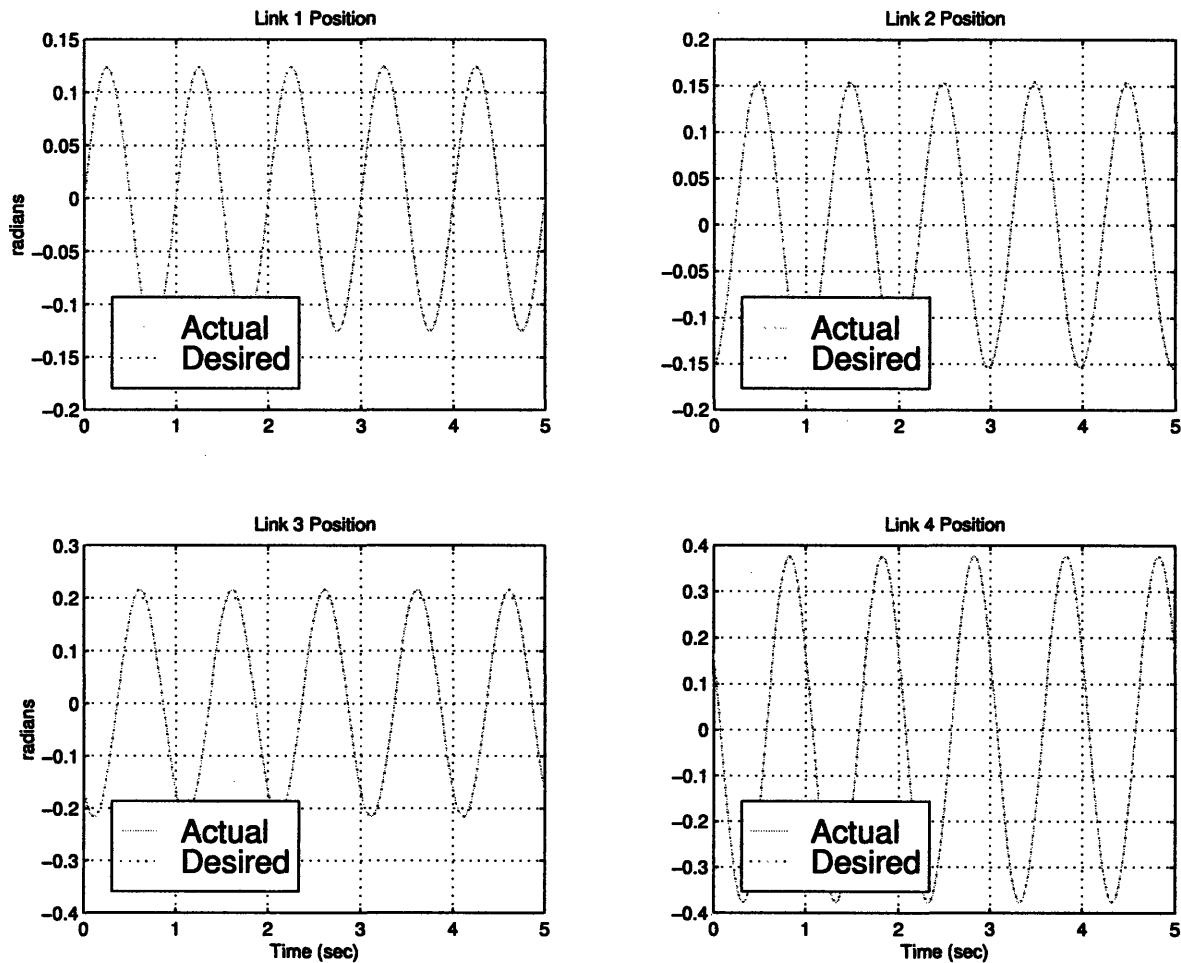 Link 1 Position
0.15
0.1
0.05
0
−0.05
−0.1
−0.15
−0.2
radians
0 1 2 3 4 5
Actual
Desired
Link 2 Position
0.2
0.15
0.1
0.05
0
−0.05
−0.1
−0.15
−0.2
0 1 2 3 4 5
Actual
Desired
Link 3 Position
0.3
0.2
0.1
0
−0.1
−0.2
−0.3
−0.4
radians
0 1 2 3 4 5
Time (sec)
Actual
Desired
Link 4 Position
0.4
0.3
0.2
0.1
0
−0.1
−0.2
−0.3
−0.4
0 1 2 3 4 5
Time (sec)
Actual
Desired